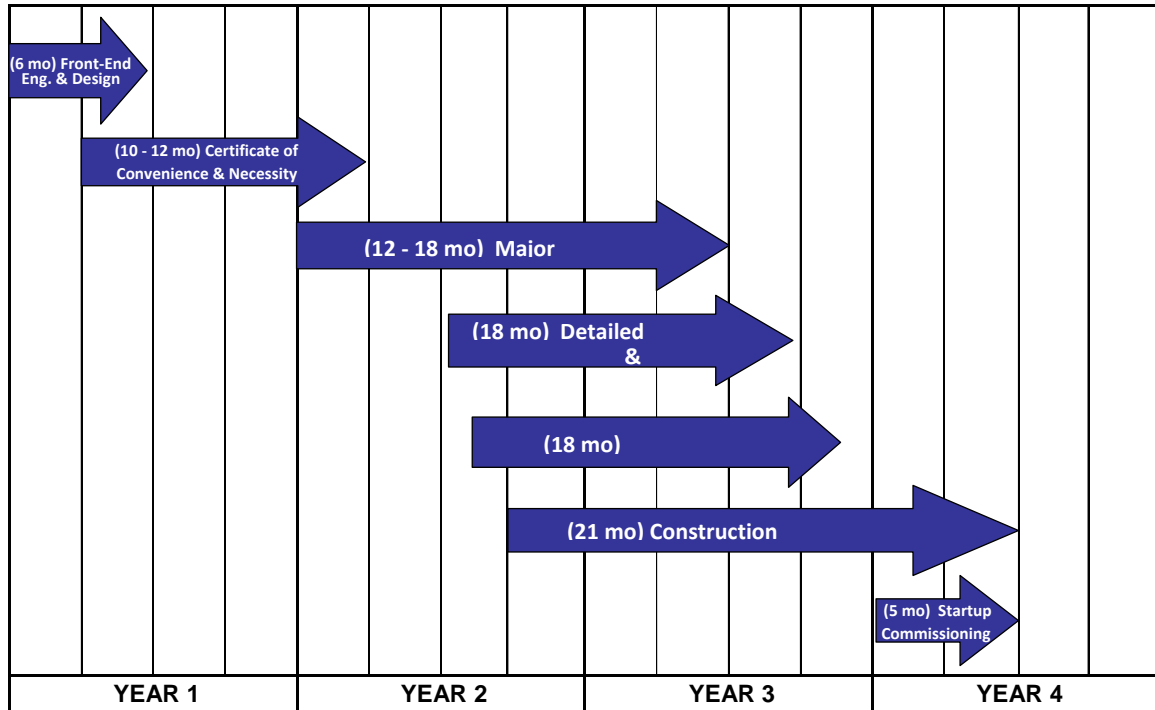 (6 mo) Front-End
Eng. & Design
(10 - 12 mo) Certificate of
Convenience & Necessity
(12 - 18 mo) Maior
(18 mo) Detailed
&
(18 mo)
(21 mo) Construction
(5 mo) Startup
Commissioning
YEAR 1
YEAR 2
YEAR 3
YEAR 4